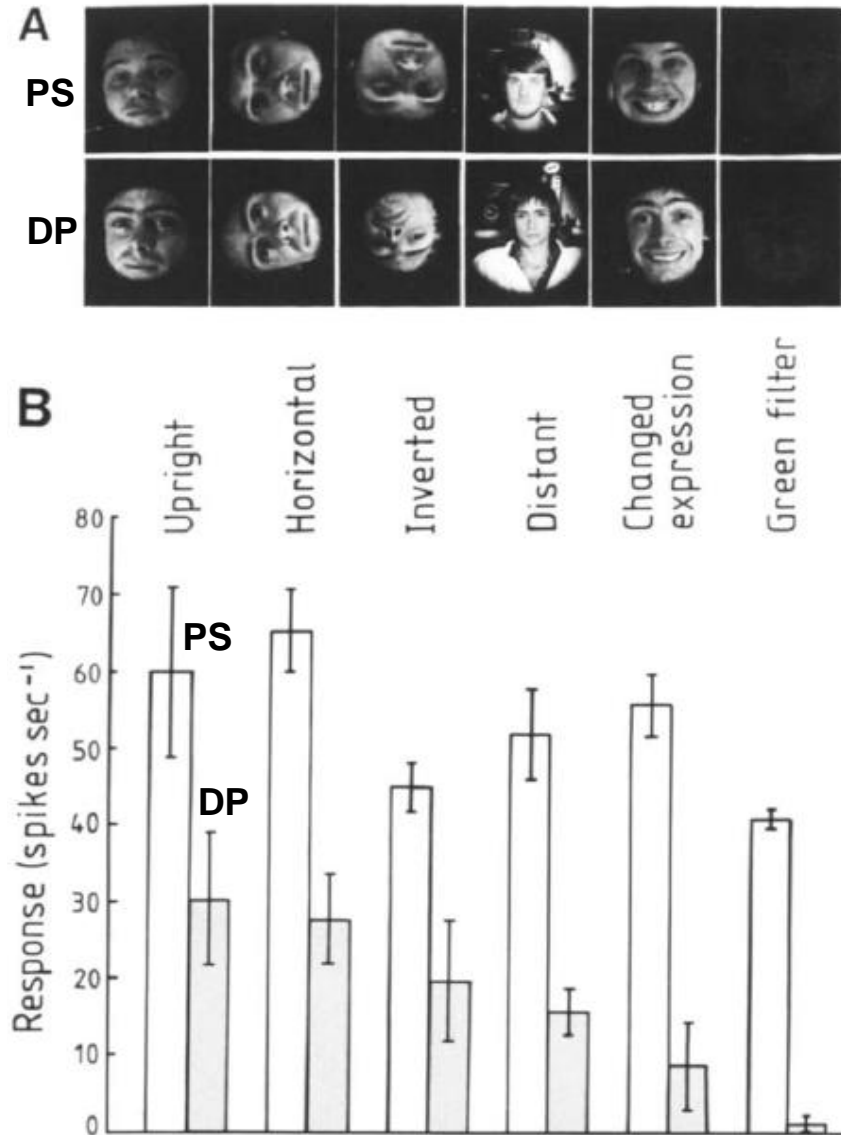 A
PS
DP
B
Upright
Horizontal
Inverted
Distant
Changed
expression
Green filter
Response (spikes sec⁻¹)
80
70
60
50
40
30
20
10
0
PS
DP